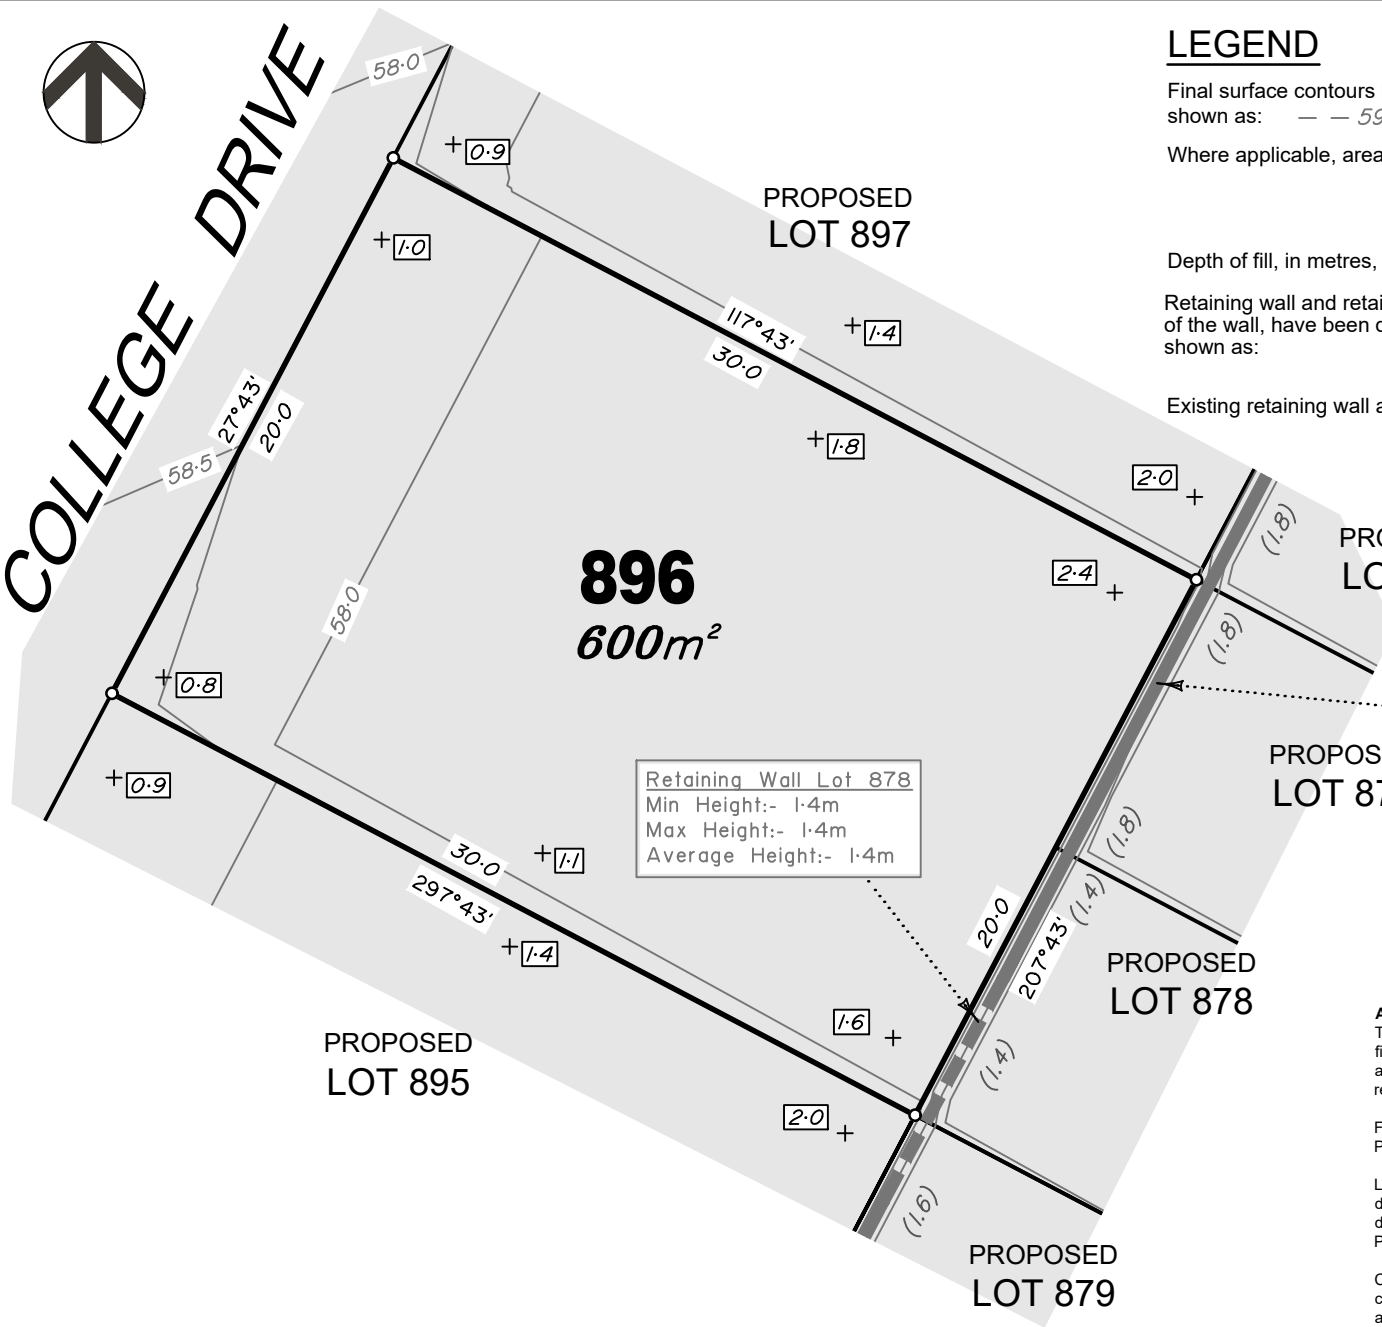 LEGEND
Final surface contours
shown as: — — 59
Where applicable, area
Depth of fill, in metres,
Retaining wall and retai
of the wall, have been
shown as:
Existing retaining wall a
COLLEGE DRIVE
58·0
0·9
1·0
PROPOSED
LOT 897
117°43'
30·0
1·4
1·8
2·0
2·4
27°43'
20·0
58·5
58·0
896
600m²
0·8
0·9
(1.8)
(1.8)
(1.8)
(1.4)
(1.4)
(1.6)
PRO
LO
PROPOS
LOT 87
Retaining Wall Lot 878
Min Height:- 1·4m
Max Height:- 1·4m
Average Height:- 1·4m
30·0
297°43'
1·1
1·4
20·0
207°43'
1·6
2·0
PROPOSED
LOT 878
PROPOSED
LOT 895
PROPOSED
LOT 879